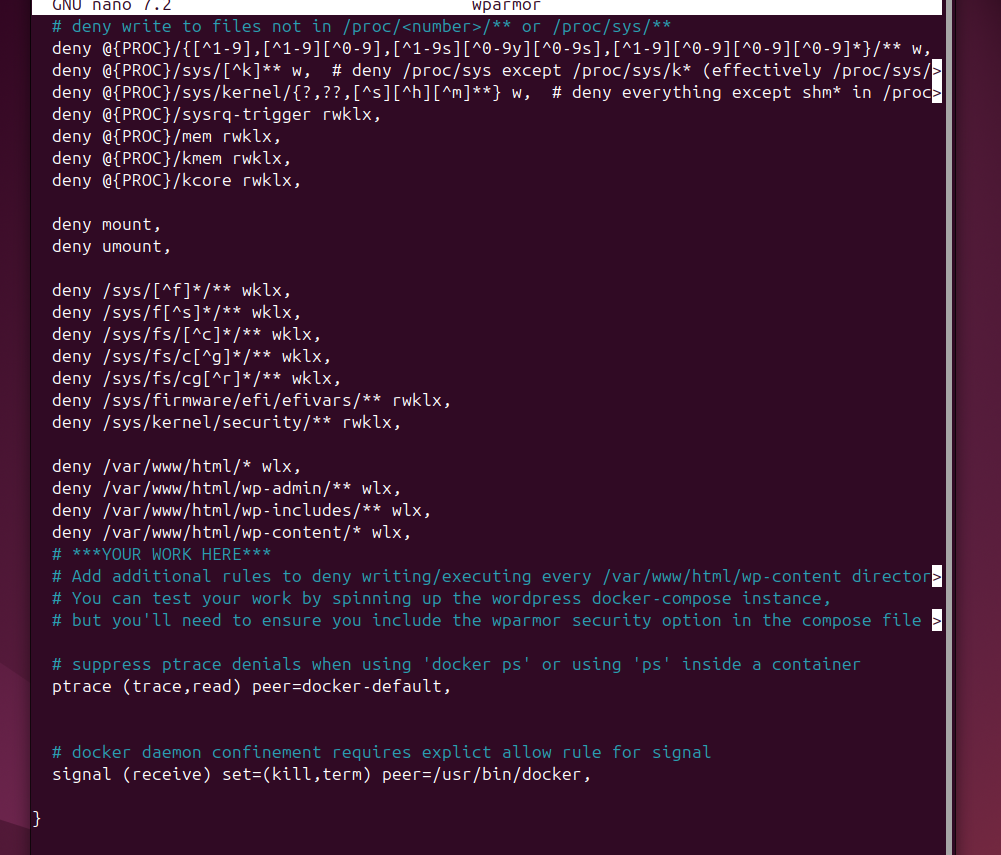 GNU nano 7.2 wparmor
# deny write to files not in /proc/<number>/** or /proc/sys/**
deny @{PROC}/{[^1-9],[^1-9][^0-9],[^1-9s][^0-9y][^0-9s],[^1-9][^0-9][^0-9][^0-9]*}/** w,
deny @{PROC}/sys/[^k]** w,  # deny /proc/sys except /proc/sys/k* (effectively /proc/sys/>
deny @{PROC}/sys/kernel/{?,??,[^s][^h][^m]**} w,  # deny everything except shm* in /proc>
deny @{PROC}/sysrq-trigger rwklx,
deny @{PROC}/mem rwklx,
deny @{PROC}/kmem rwklx,
deny @{PROC}/kcore rwklx,
deny mount,
deny umount,
deny /sys/[^f]*/** wklx,
deny /sys/f[^s]*/** wklx,
deny /sys/fs/[^c]*/** wklx,
deny /sys/fs/c[^g]*/** wklx,
deny /sys/fs/cg[^r]*/** wklx,
deny /sys/firmware/efi/efivars/** rwklx,
deny /sys/kernel/security/** rwklx,
deny /var/www/html/* wlx,
deny /var/www/html/wp-admin/** wlx,
deny /var/www/html/wp-includes/** wlx,
deny /var/www/html/wp-content/* wlx,
# ***YOUR WORK HERE***
# Add additional rules to deny writing/executing every /var/www/html/wp-content director>
# You can test your work by spinning up the wordpress docker-compose instance,
# but you'll need to ensure you include the wparmor security option in the compose file >
# suppress ptrace denials when using 'docker ps' or using 'ps' inside a container
ptrace (trace,read) peer=docker-default,
# docker daemon confinement requires explict allow rule for signal
signal (receive) set=(kill,term) peer=/usr/bin/docker,
}